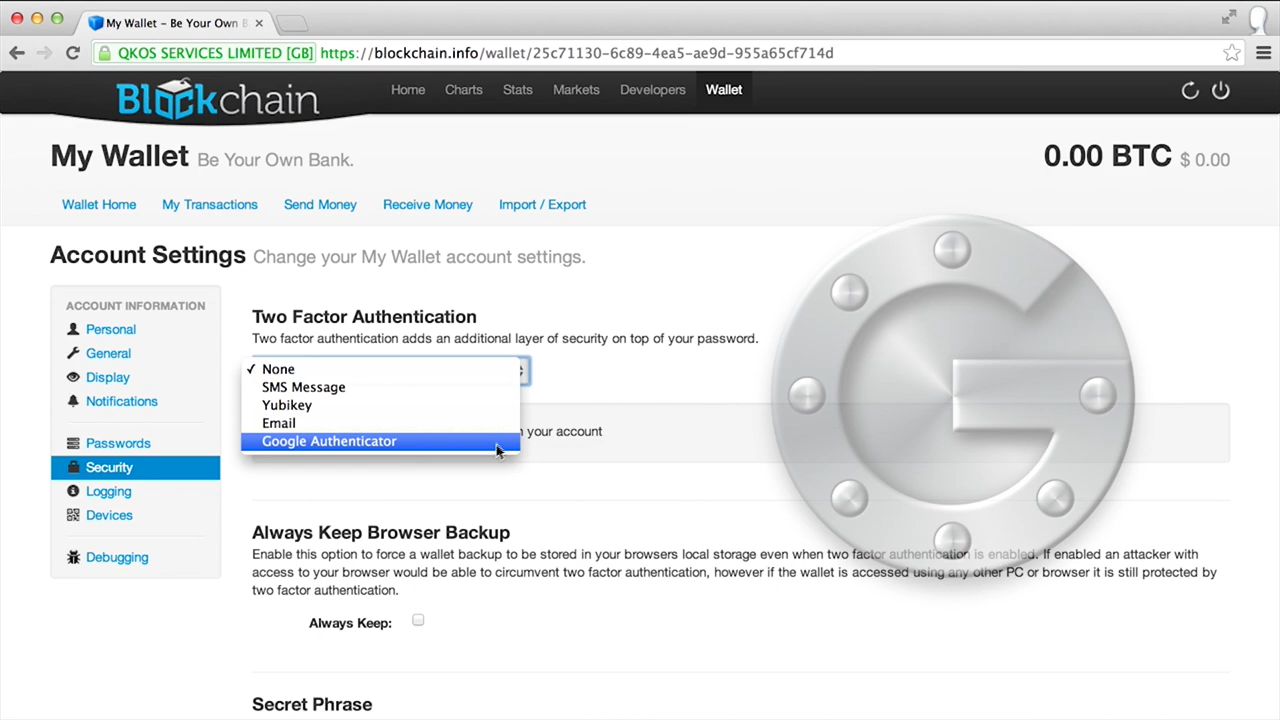 My Wallet - Be Your Own B
QKOS SERVICES LIMITED [GB] https://blockchain.info/wallet/25c71130-6c89-4ea5-ae9d-955a65cf714d
Blockchain
Home Charts Stats Markets Developers Wallet
My Wallet Be Your Own Bank.
0.00 BTC $ 0.00
Wallet Home My Transactions Send Money Receive Money Import / Export
Account Settings Change your My Wallet account settings.
ACCOUNT INFORMATION
Personal
General
Display
Notifications
Passwords
Security
Logging
Devices
Debugging
Two Factor Authentication
Two factor authentication adds an additional layer of security on top of your password.
✓ None
SMS Message
Yubikey
Email
Google Authenticator
your account
Always Keep Browser Backup
Enable this option to force a wallet backup to be stored in your browsers local storage even when two factor authentication is enabled. If enabled an attacker with
access to your browser would be able to circumvent two factor authentication, however if the wallet is accessed using any other PC or browser it is still protected by
two factor authentication.
Always Keep:
Secret Phrase
G